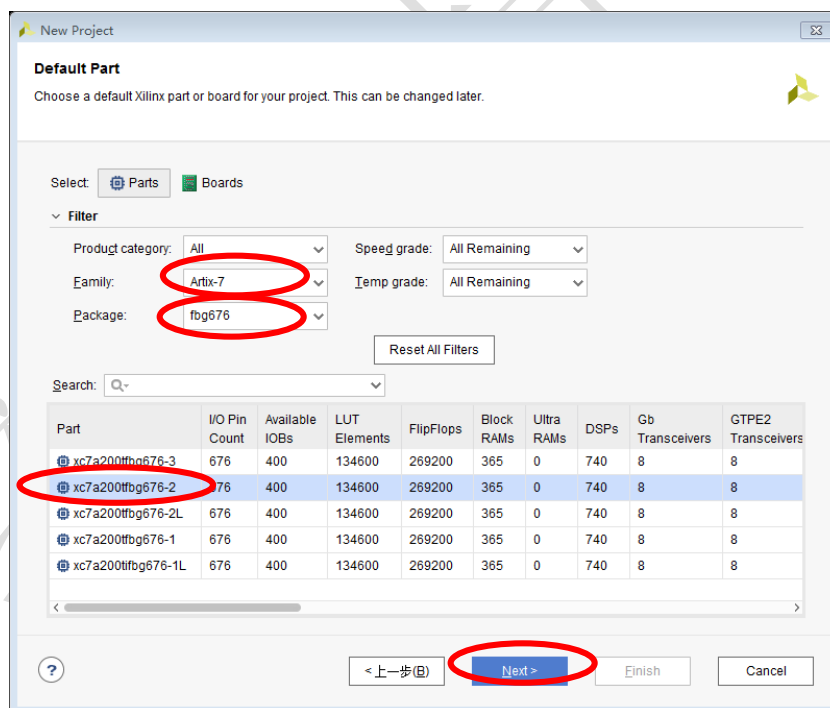 New Project
Default Part
Choose a default Xilinx part or board for your project. This can be changed later.
Select: Parts Boards
Filter
Product category: All Speed grade: All Remaining
Family: Artix-7 Temp grade: All Remaining
Package: fbg676
Reset All Filters
Search: Q-
Part I/O Pin Count Available IOBs LUT Elements FlipFlops Block RAMs Ultra RAMs DSPs Gb Transceivers GTPE2 Transceivers
xc7a200tfbg676-3 676 400 134600 269200 365 0 740 8 8
xc7a200tfbg676-2 676 400 134600 269200 365 0 740 8 8
xc7a200tfbg676-2L 676 400 134600 269200 365 0 740 8 8
xc7a200tfbg676-1 676 400 134600 269200 365 0 740 8 8
xc7a200tifbg676-1L 676 400 134600 269200 365 0 740 8 8
? <上一步(B) Next > Finish Cancel